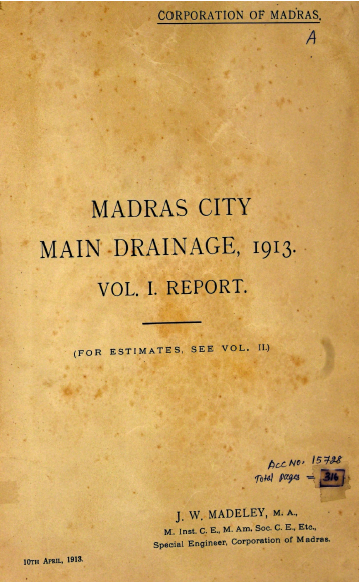 CORPORATION OF MADRAS.
A
MADRAS CITY
MAIN DRAINAGE, 1913.
VOL. I. REPORT.
(FOR ESTIMATES, SEE VOL. II.)
Acc No. 15728
Total pages = 316
J. W. MADELEY, M. A.,
M. Inst. C. E., M. Am. Soc. C. E., Etc.,
Special Engineer, Corporation of Madras.
10TH APRIL, 1913.